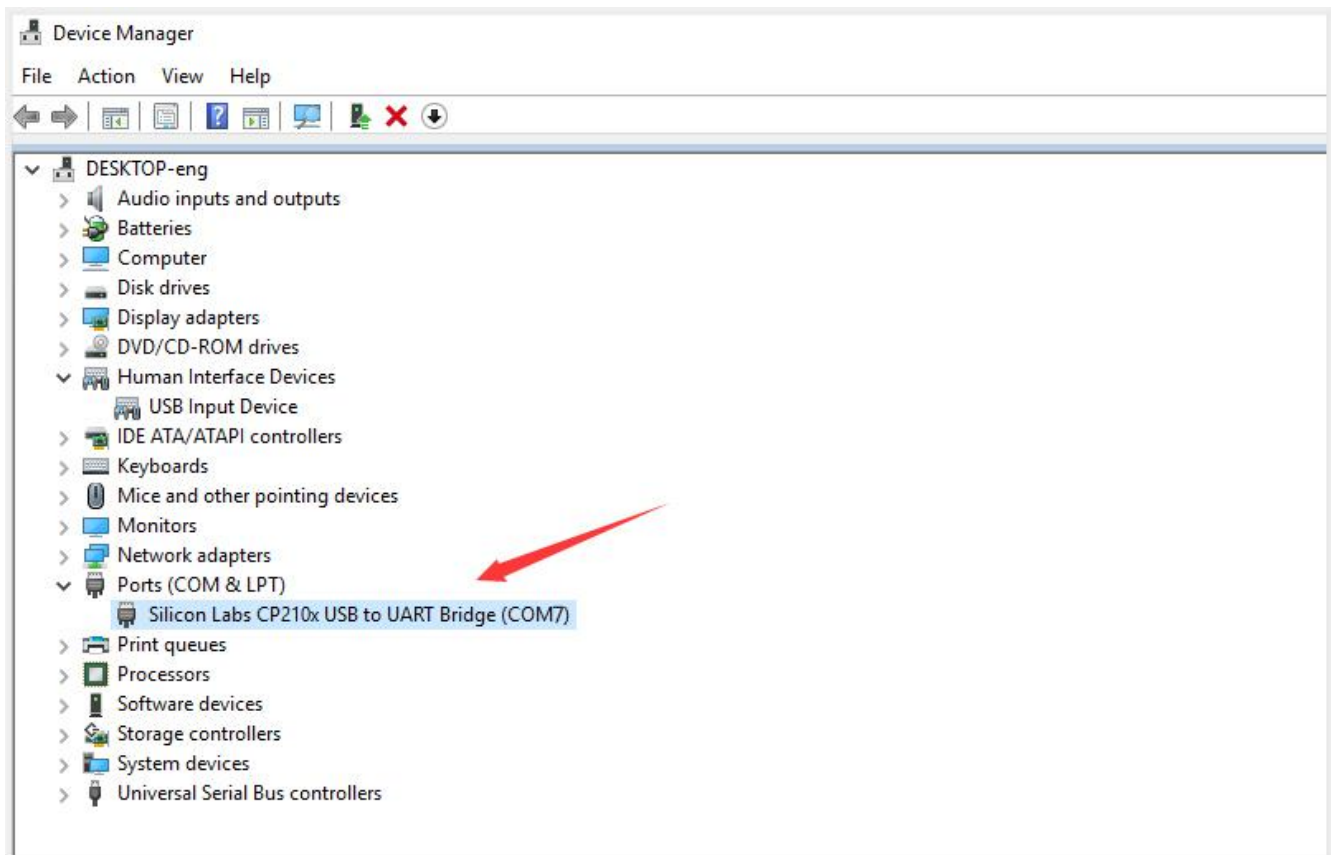 Device Manager
File Action View Help
DESKTOP-eng
Audio inputs and outputs
Batteries
Computer
Disk drives
Display adapters
DVD/CD-ROM drives
Human Interface Devices
USB Input Device
IDE ATA/ATAPI controllers
Keyboards
Mice and other pointing devices
Monitors
Network adapters
Ports (COM & LPT)
Silicon Labs CP210x USB to UART Bridge (COM7)
Print queues
Processors
Software devices
Storage controllers
System devices
Universal Serial Bus controllers